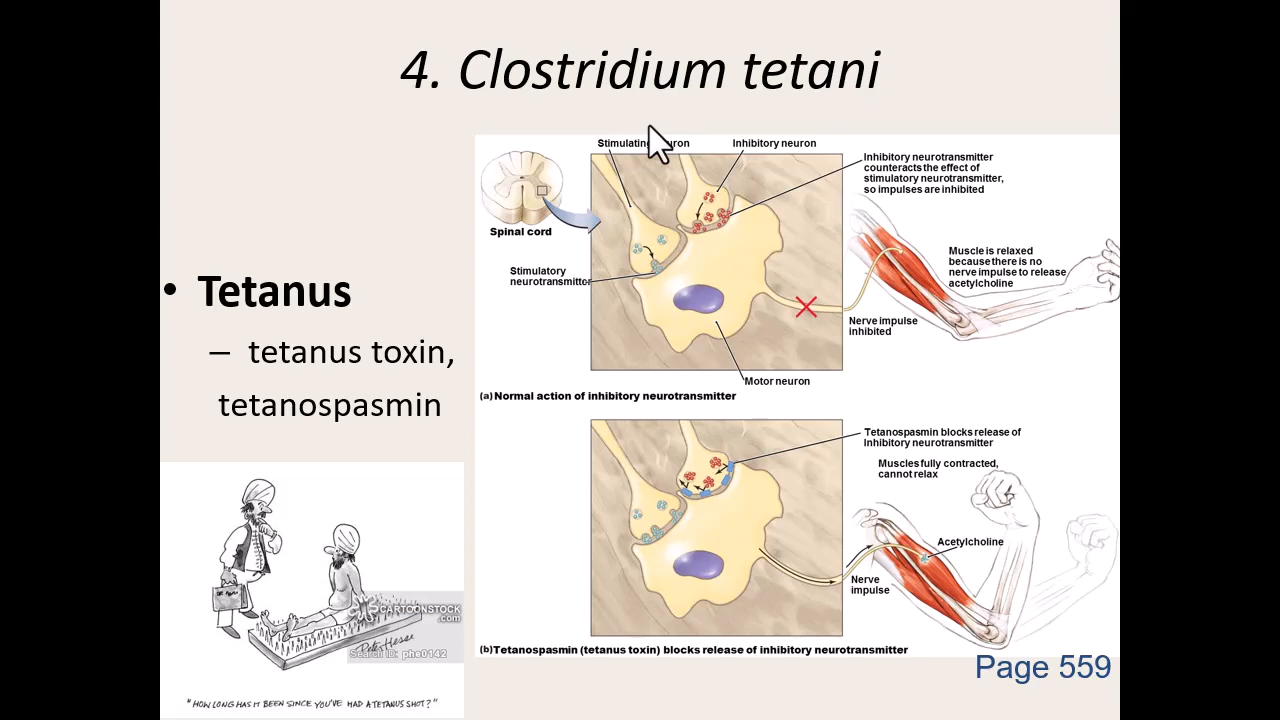 4. Clostridium tetani
• Tetanus
– tetanus toxin,
tetanospasmin
Stimulating neuron
Inhibitory neuron
Inhibitory neurotransmitter
counteracts the effect of
stimulatory neurotransmitter,
so impulses are inhibited
Spinal cord
Muscle is relaxed
because there is no
nerve impulse to release
acetylcholine
Stimulatory
neurotransmitter
Nerve impulse
inhibited
Motor neuron
(a) Normal action of inhibitory neurotransmitter
Tetanospasmin blocks release of
Inhibitory neurotransmitter
Muscles fully contracted,
cannot relax
Acetylcholine
Nerve
impulse
(b) Tetanospasmin (tetanus toxin) blocks release of inhibitory neurotransmitter
Page 559
CARTOONSTOCK
.com
Search ID: phe0142
"HOW LONG HAS IT BEEN SINCE YOU'VE HAD A TETANUS SHOT?"